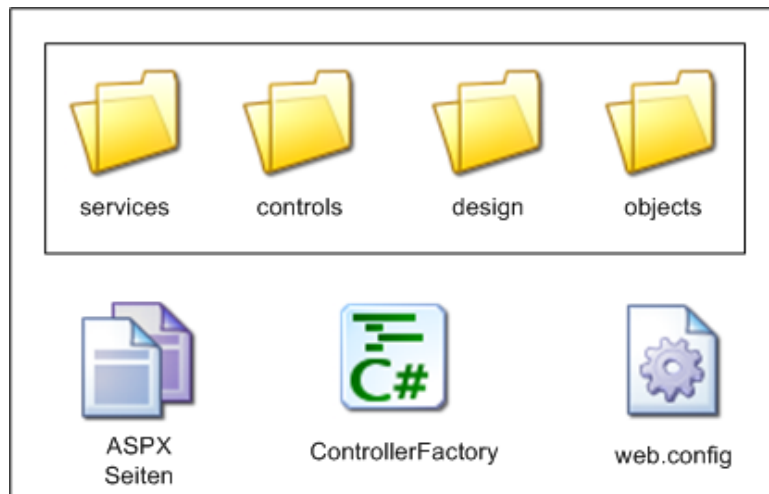 services
controls
design
objects
C#
ASPX
Seiten
ControllerFactory
web.config